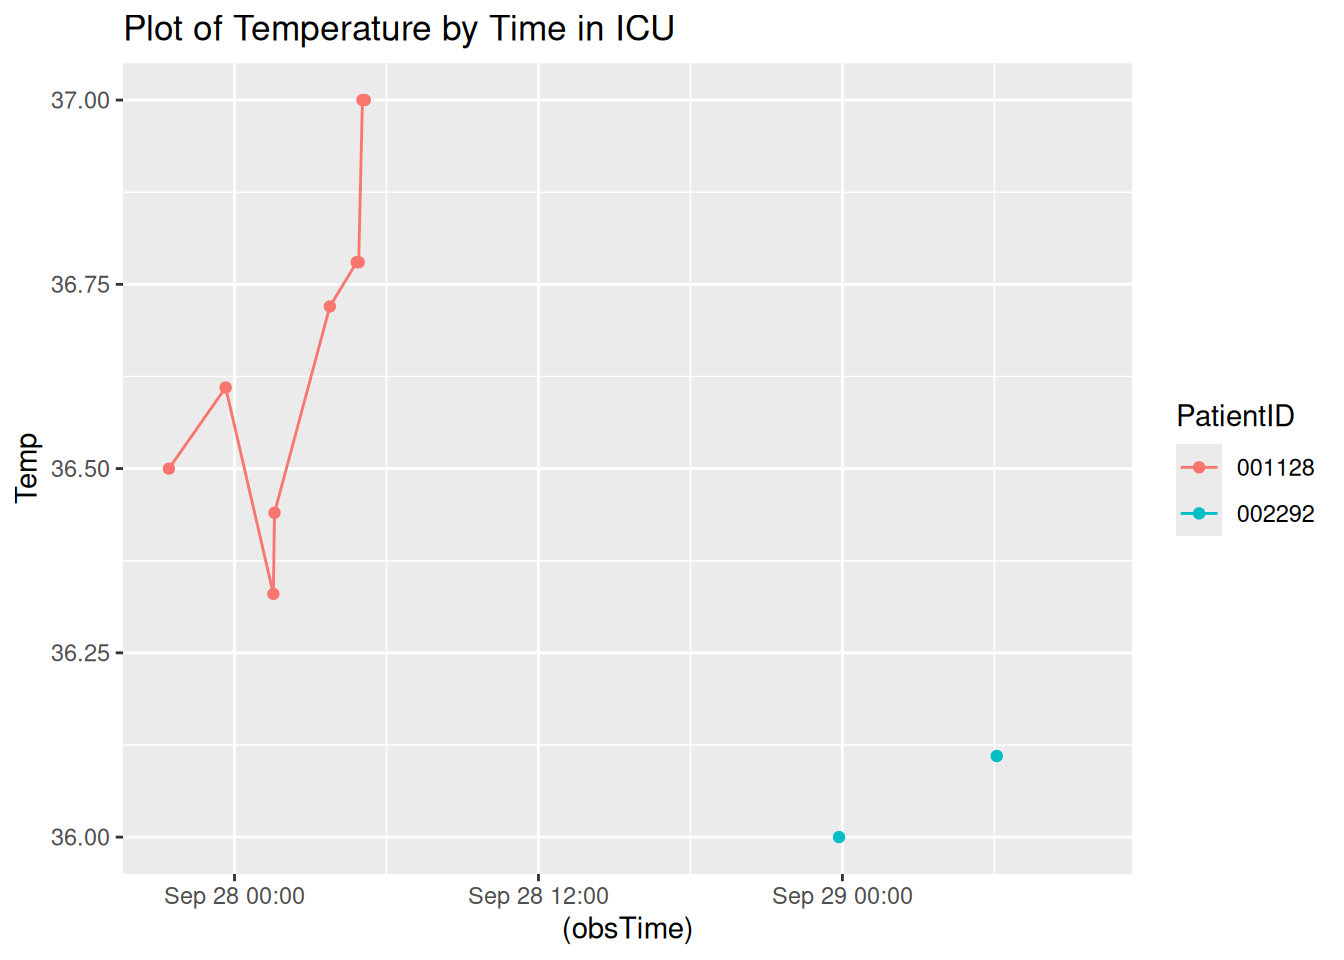 Plot of Temperature by Time in ICU
37.00
36.75
36.50
36.25
36.00
Temp
Sep 28 00:00
Sep 28 12:00
Sep 29 00:00
(obsTime)
PatientID
001128
002292